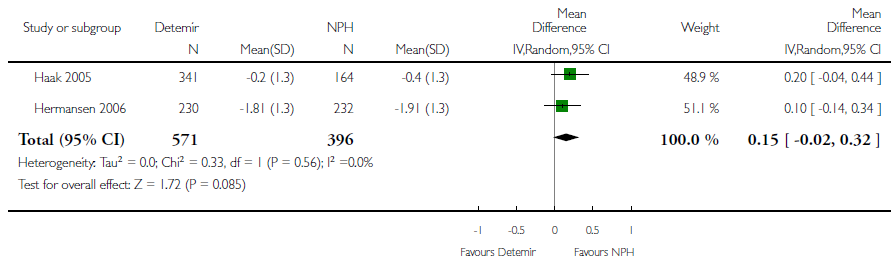 Study or subgroup Detemir NPH Mean Difference Weight Mean Difference
N Mean(SD) N Mean(SD) IV,Random,95% CI IV,Random,95% CI
Haak 2005 341 -0.2 (1.3) 164 -0.4 (1.3) 48.9 % 0.20 [ -0.04, 0.44 ]
Hermansen 2006 230 -1.81 (1.3) 232 -1.91 (1.3) 51.1 % 0.10 [ -0.14, 0.34 ]
Total (95% CI) 571 396 100.0 % 0.15 [ -0.02, 0.32 ]
Heterogeneity: Tau² = 0.0; Chi² = 0.33, df = 1 (P = 0.56); I² =0.0%
Test for overall effect: Z = 1.72 (P = 0.085)
-1 -0.5 0 0.5 1
Favours Detemir Favours NPH